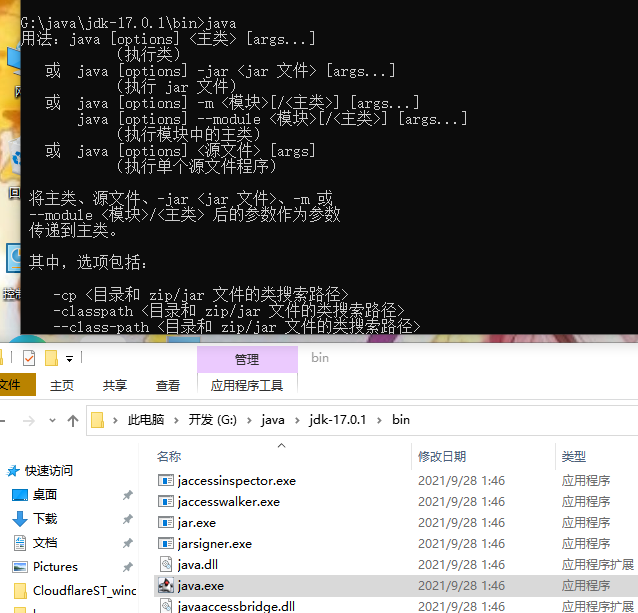 G:\java\jdk-17.0.1\bin>java
用法：java [options] <主类> [args...]
（执行类）
或 java [options] -jar <jar 文件> [args...]
（执行 jar 文件）
或 java [options] -m <模块>[/<主类>] [args...]
java [options] --module <模块>[/<主类>] [args...]
（执行模块中的主类）
或 java [options] <源文件> [args]
（执行单个源文件程序）
将主类、源文件、-jar <jar 文件>、-m 或
--module <模块>/<主类> 后的参数作为参数
传递到主类。
其中，选项包括：
-cp <目录和 zip/jar 文件的类搜索路径>
-classpath <目录和 zip/jar 文件的类搜索路径>
--class-path <目录和 zip/jar 文件的类搜索路径>
管理 bin
文件 主页 共享 查看 应用程序工具
此电脑 › 开发 (G:) › java › jdk-17.0.1 › bin
名称 修改日期 类型
快速访问
桌面
下载
文档
Pictures
CloudflareST_winc
jaccessinspector.exe 2021/9/28 1:46 应用程序
jaccesswalker.exe 2021/9/28 1:46 应用程序
jar.exe 2021/9/28 1:46 应用程序
jarsigner.exe 2021/9/28 1:46 应用程序
java.dll 2021/9/28 1:46 应用程序扩展
java.exe 2021/9/28 1:46 应用程序
javaaccessbridge.dll 2021/9/28 1:46 应用程序扩展